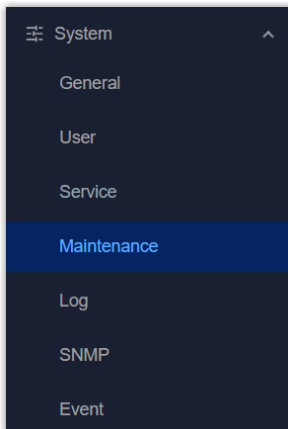 System
General
User
Service
Maintenance
Log
SNMP
Event